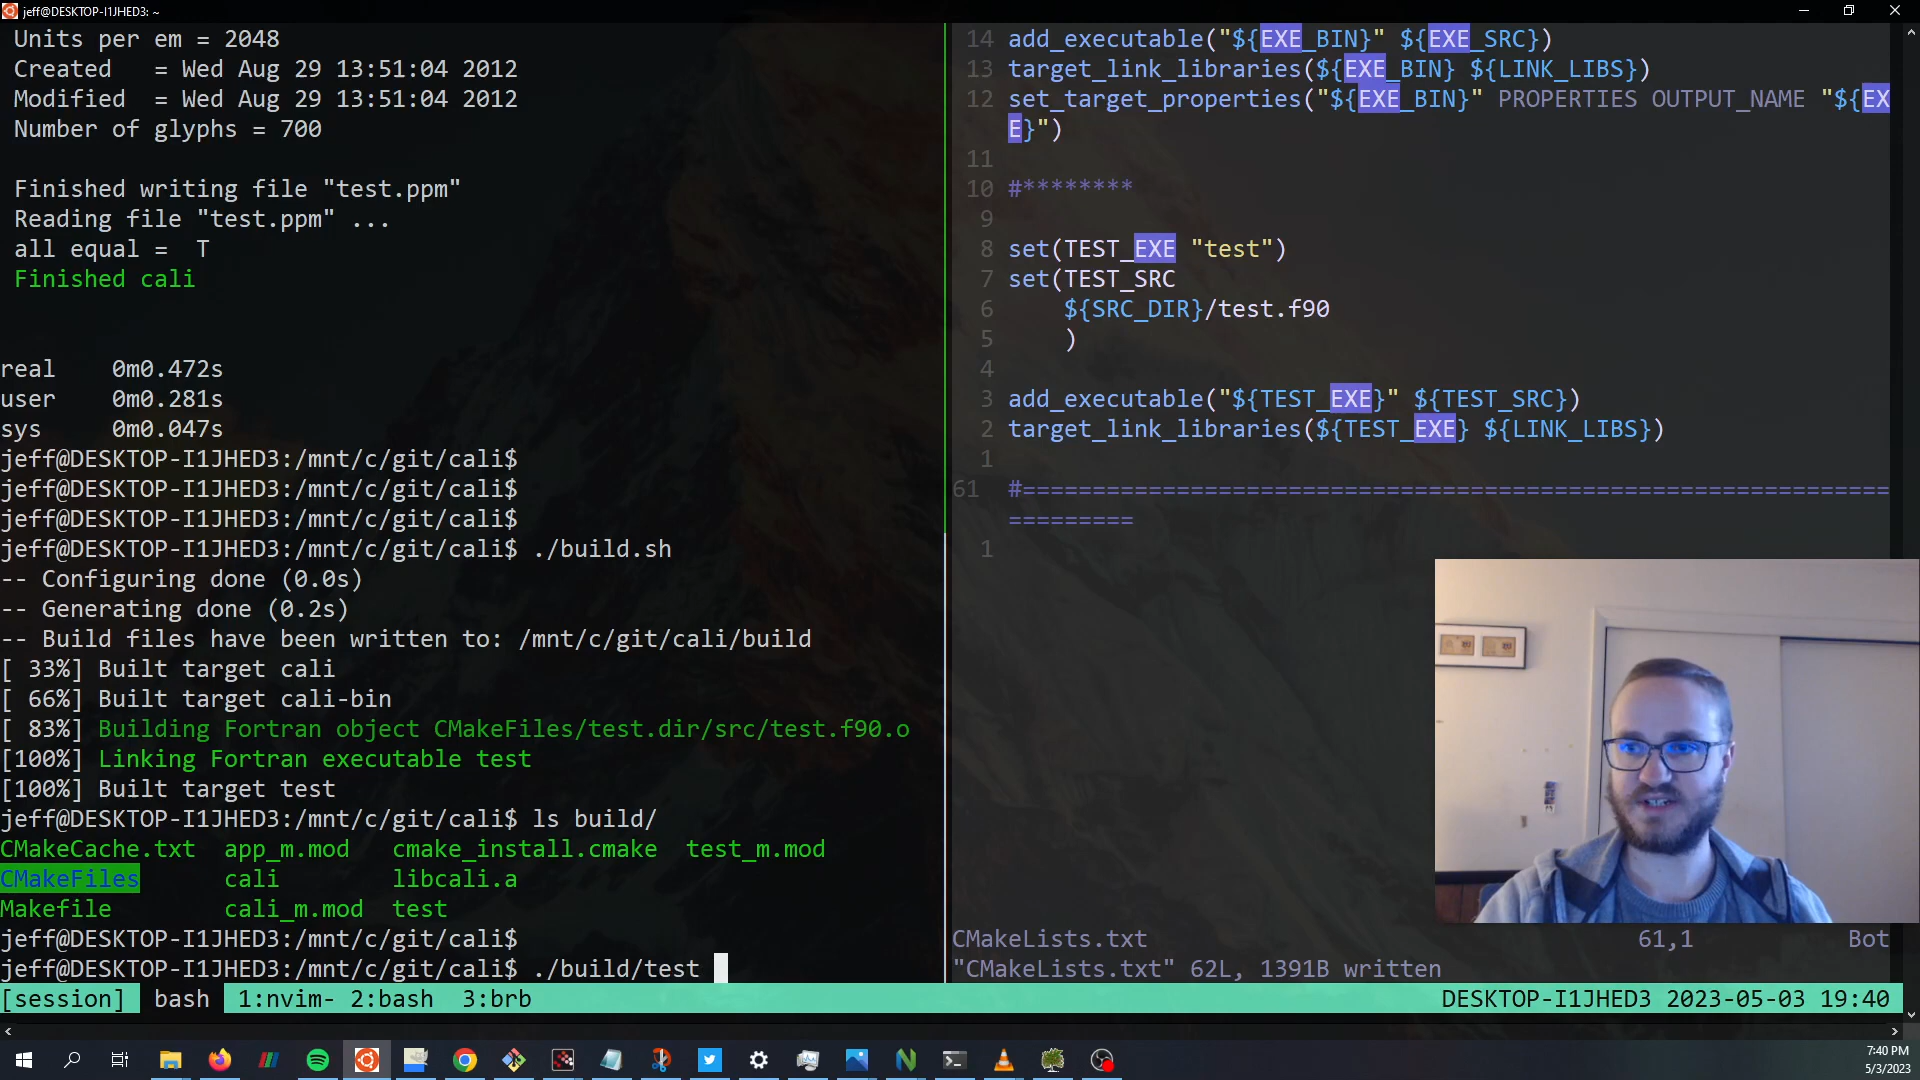 jeff@DESKTOP-I1JHED3: ~
Units per em = 2048
Created   = Wed Aug 29 13:51:04 2012
Modified  = Wed Aug 29 13:51:04 2012
Number of glyphs = 700
Finished writing file "test.ppm"
Reading file "test.ppm" ...
all equal =  T
Finished cali
real    0m0.472s
user    0m0.281s
sys     0m0.047s
jeff@DESKTOP-I1JHED3:/mnt/c/git/cali$
jeff@DESKTOP-I1JHED3:/mnt/c/git/cali$
jeff@DESKTOP-I1JHED3:/mnt/c/git/cali$
jeff@DESKTOP-I1JHED3:/mnt/c/git/cali$ ./build.sh
-- Configuring done (0.0s)
-- Generating done (0.2s)
-- Build files have been written to: /mnt/c/git/cali/build
[ 33%] Built target cali
[ 66%] Built target cali-bin
[ 83%] Building Fortran object CMakeFiles/test.dir/src/test.f90.o
[100%] Linking Fortran executable test
[100%] Built target test
jeff@DESKTOP-I1JHED3:/mnt/c/git/cali$ ls build/
CMakeCache.txt  app_m.mod   cmake_install.cmake  test_m.mod
CMakeFiles      cali        libcali.a
Makefile        cali_m.mod  test
jeff@DESKTOP-I1JHED3:/mnt/c/git/cali$
jeff@DESKTOP-I1JHED3:/mnt/c/git/cali$ ./build/test
14 add_executable("${EXE_BIN}" ${EXE_SRC})
13 target_link_libraries(${EXE_BIN} ${LINK_LIBS})
12 set_target_properties("${EXE_BIN}" PROPERTIES OUTPUT_NAME "${EX
E}")
11
10 #********
9
8 set(TEST_EXE "test")
7 set(TEST_SRC
6     ${SRC_DIR}/test.f90
5     )
4
3 add_executable("${TEST_EXE}" ${TEST_SRC})
2 target_link_libraries(${TEST_EXE} ${LINK_LIBS})
1
61 #==============================================================
=========
1
CMakeLists.txt 61,1 Bot
"CMakeLists.txt" 62L, 1391B written
[session] bash 1:nvim- 2:bash  3:brb DESKTOP-I1JHED3 2023-05-03 19:40
7:40 PM
5/3/2023